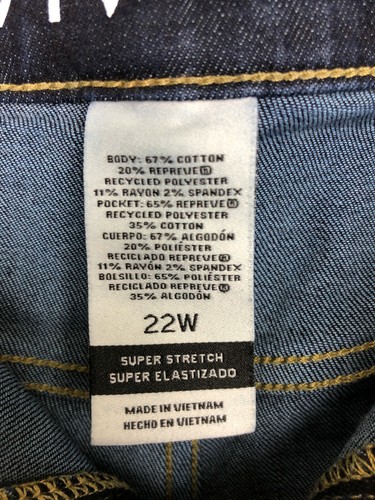 BODY: 67% COTTON
20% REPREVE®
RECYCLED POLYESTER
11% RAYON 2% SPANDEX
POCKET: 65% REPREVE®
RECYCLED POLYESTER
35% COTTON
CUERPO: 67% ALGODÓN
20% POLIÉSTER
RECICLADO REPREVE®
11% RAYÓN 2% SPANDEX
BOLSILLO: 65% POLIÉSTER
RECICLADO REPREVE®
35% ALGODÓN
22W
SUPER STRETCH
SUPER ELASTIZADO
MADE IN VIETNAM
HECHO EN VIETNAM